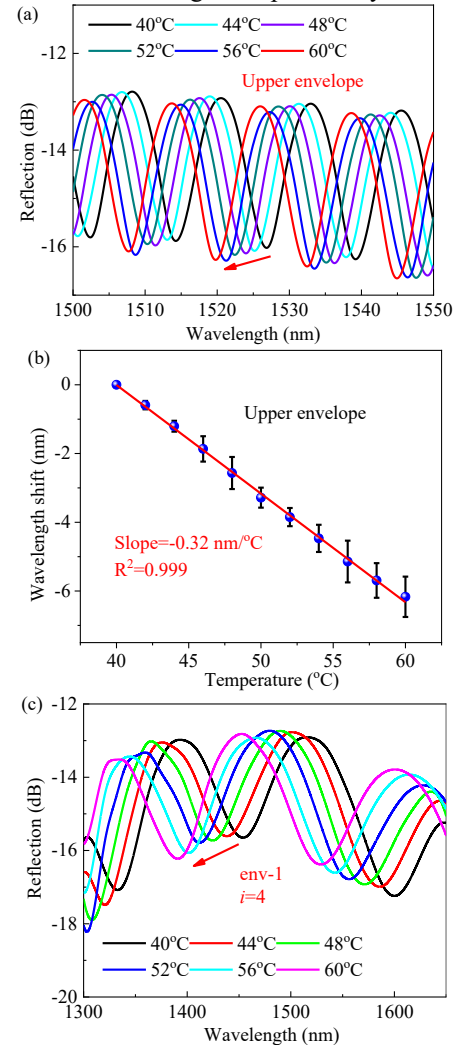 (a)
40°C 44°C 48°C
52°C 56°C 60°C
Upper envelope
-12
-14
-16
Reflection (dB)
1500 1510 1520 1530 1540 1550
Wavelength (nm)
(b)
0
-2
-4
-6
Wavelength shift (nm)
Upper envelope
Slope=-0.32 nm/°C
R²=0.999
40 45 50 55 60
Temperature (°C)
(c)
-12
-14
-16
-18
-20
Reflection (dB)
env-1
i=4
40°C 44°C 48°C
52°C 56°C 60°C
1300 1400 1500 1600
Wavelength (nm)